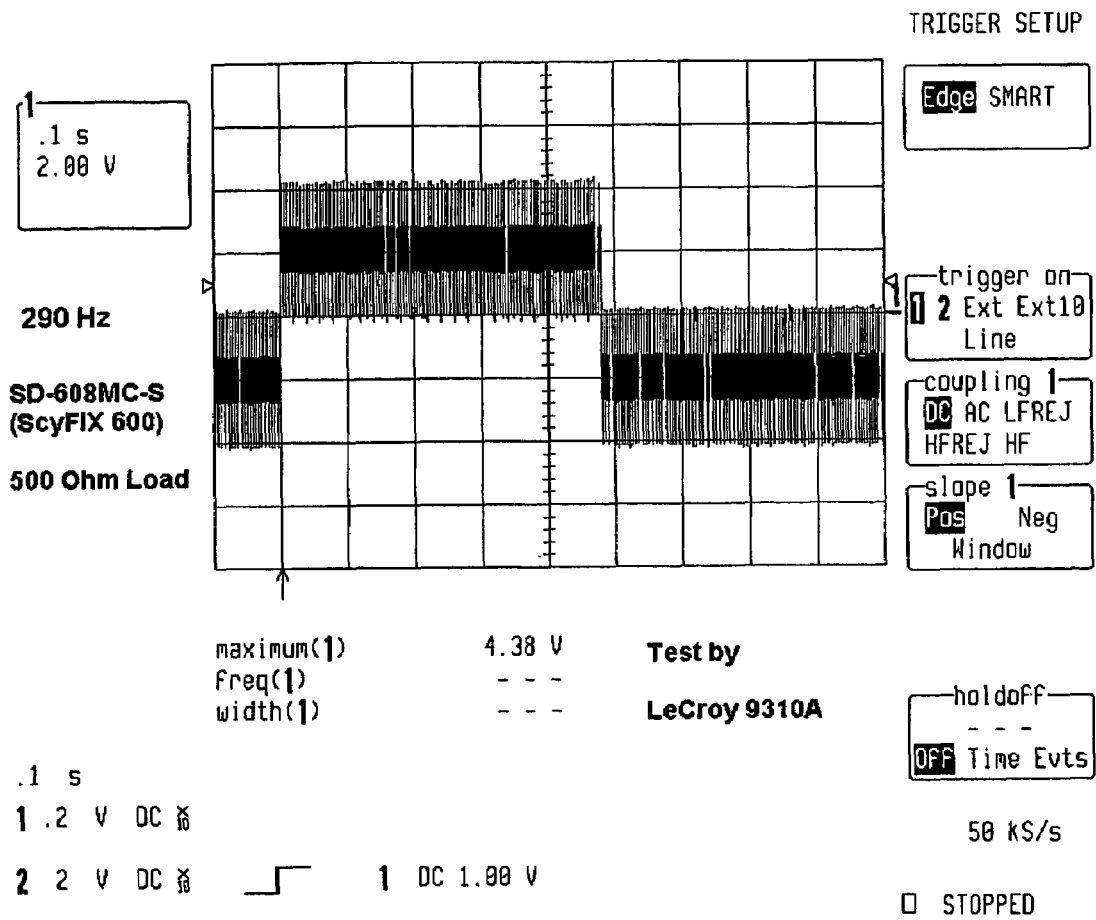 TRIGGER SETUP
Edge SMART
1
.1 s
2.00 V
290 Hz
SD-608MC-S
(ScyFIX 600)
500 Ohm Load
1
trigger on
1 2 Ext Ext10
Line
coupling 1
DC AC LFREJ
HFREJ HF
slope 1
Pos Neg
Window
maximum(1) 4.38 V
freq(1) - - -
width(1) - - -
Test by
LeCroy 9310A
holdoff
- - -
OFF Time Evts
.1 s
1 .2 V DC X10
2 2 V DC X10
1 DC 1.00 V
50 kS/s
STOPPED